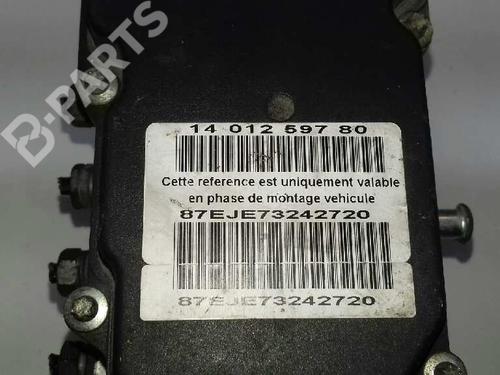 B-PARTS
14 012 597 80
Cette reference est uniquement valable
en phase de montage vehicule
87EJE73242720
87EJE73242720